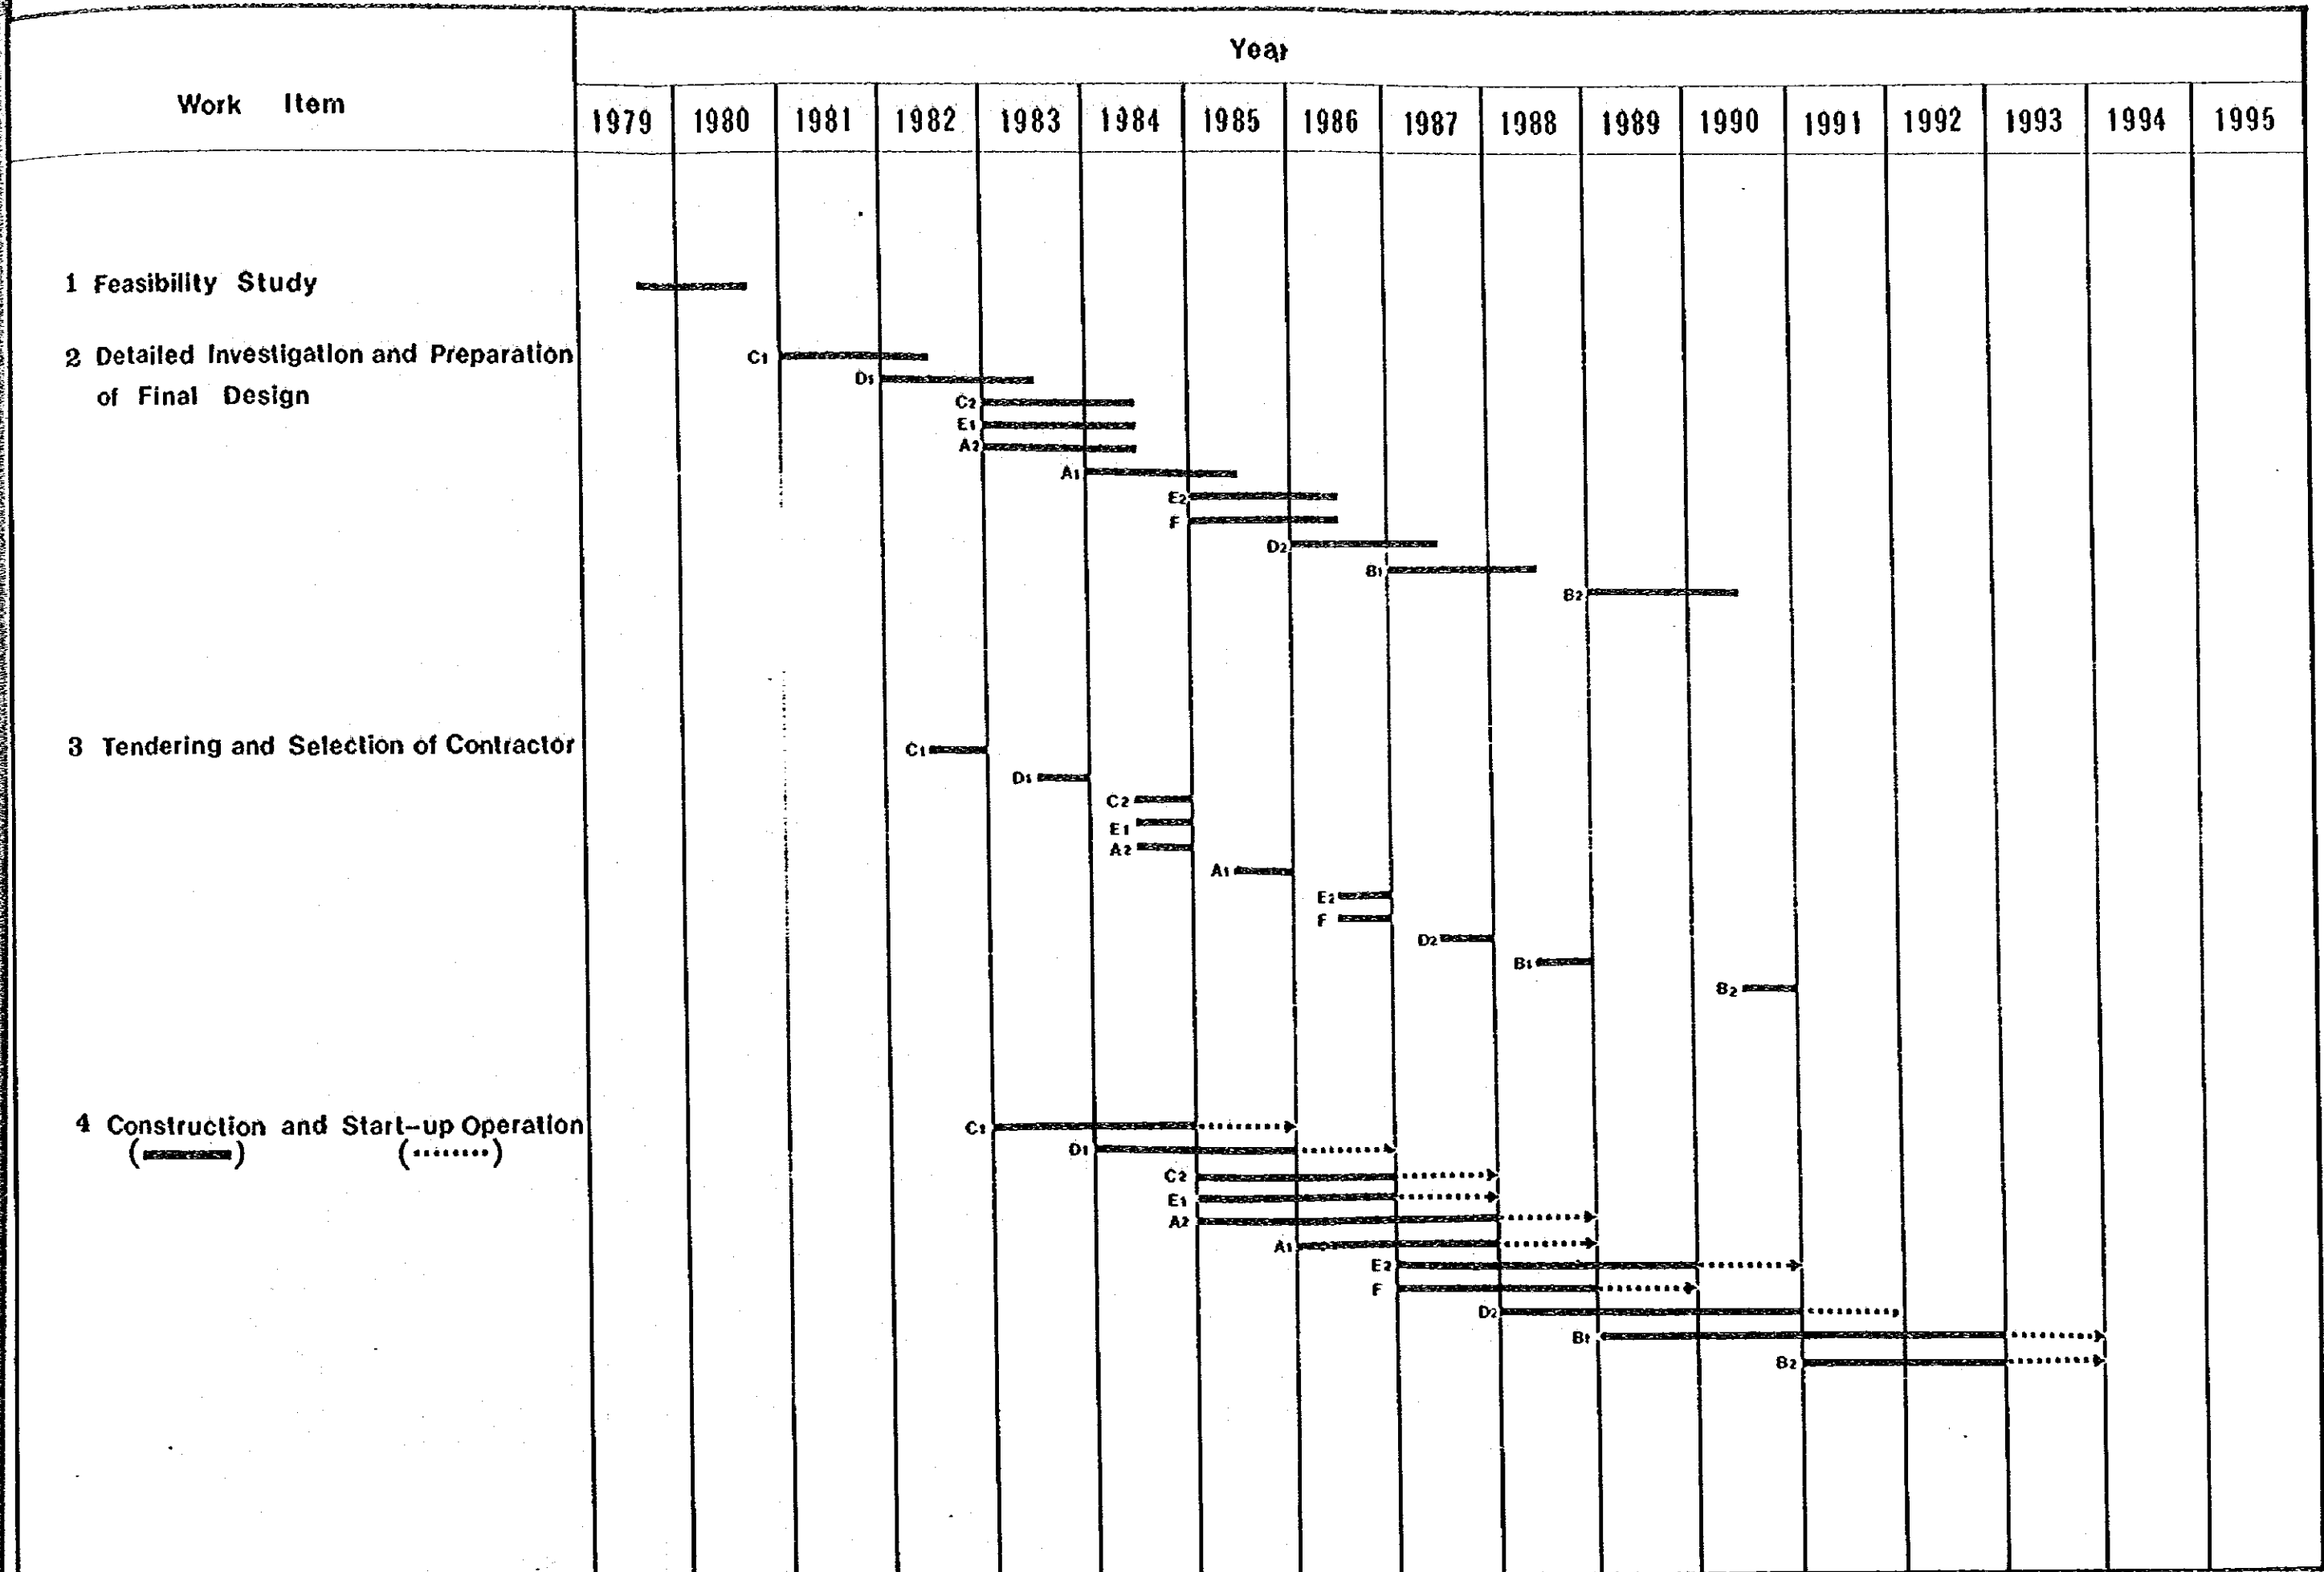 Year
Work Item
1979 1980 1981 1982 1983 1984 1985 1986 1987 1988 1989 1990 1991 1992 1993 1994 1995
1 Feasibility Study
2 Detailed Investigation and Preparation
of Final Design
C1
D1
C2
E1
A2
A1
E2
F
D2
B1
B2
3 Tendering and Selection of Contractor
C1
D1
C2
E1
A2
A1
E2
F
D2
B1
B2
4 Construction and Start-up Operation
( ) ( )
C1
D1
C2
E1
A2
A1
E2
F
D2
B1
B2